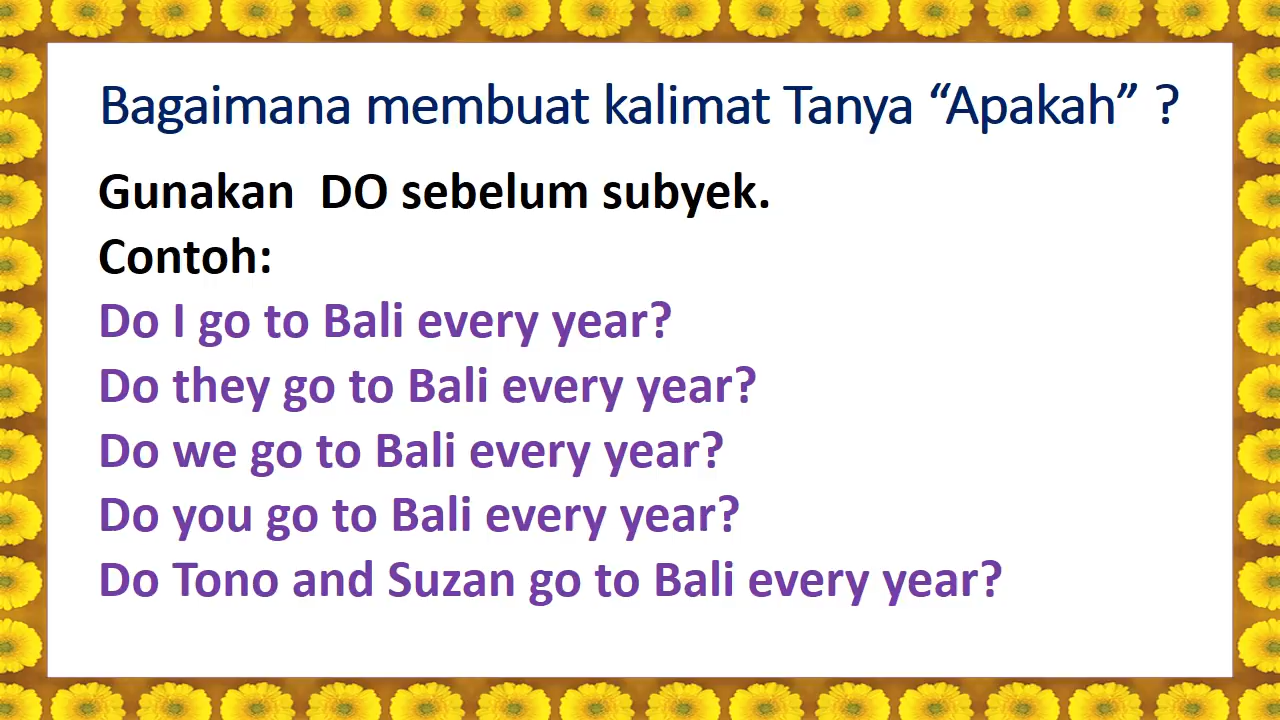 Bagaimana membuat kalimat Tanya “Apakah” ?
Gunakan  DO sebelum subyek.
Contoh:
Do I go to Bali every year?
Do they go to Bali every year?
Do we go to Bali every year?
Do you go to Bali every year?
Do Tono and Suzan go to Bali every year?